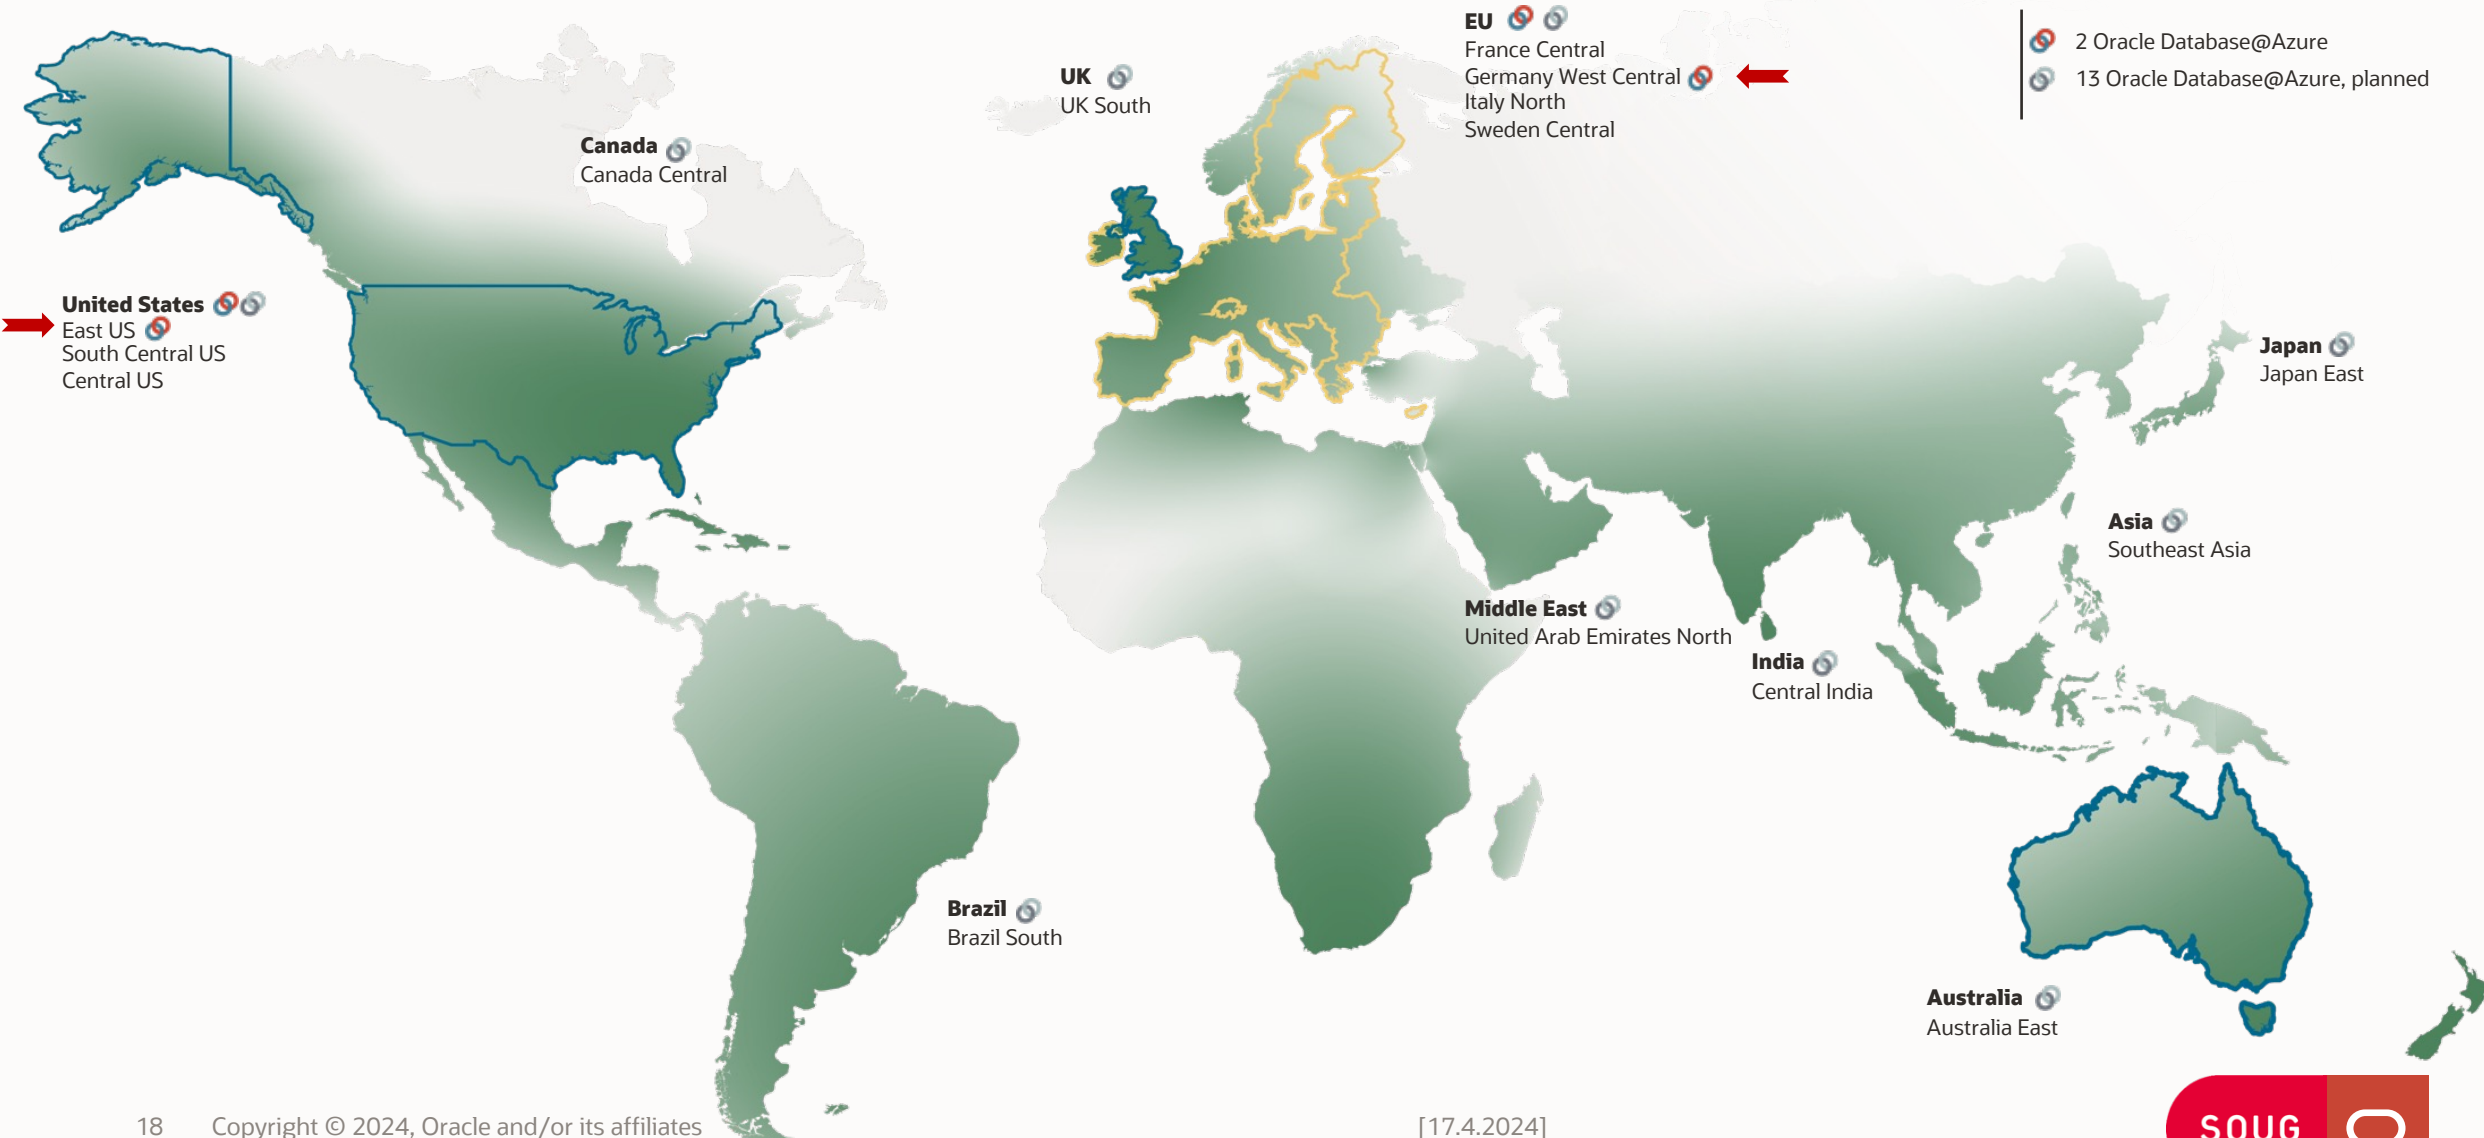 EU
France Central
Germany West Central
Italy North
Sweden Central
2 Oracle Database@Azure
13 Oracle Database@Azure, planned
UK
UK South
Canada
Canada Central
United States
East US
South Central US
Central US
Japan
Japan East
Asia
Southeast Asia
Middle East
United Arab Emirates North
India
Central India
Brazil
Brazil South
Australia
Australia East
18 Copyright © 2024, Oracle and/or its affiliates [17.4.2024]
SOUG